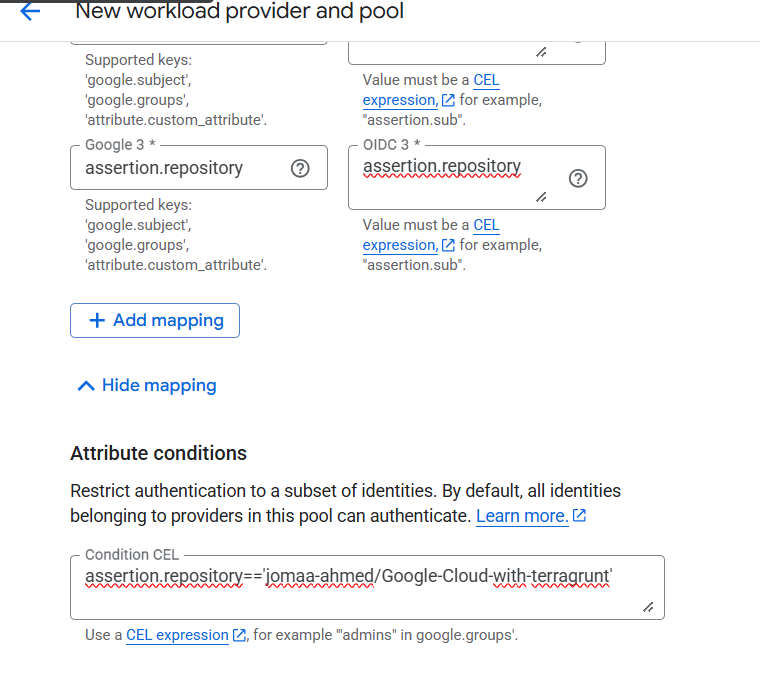 New workload provider and pool
Supported keys:
'google.subject',
'google.groups',
'attribute.custom_attribute'.
Value must be a CEL
expression, for example,
"assertion.sub".
Google 3 *
assertion.repository
OIDC 3 *
assertion.repository
Supported keys:
'google.subject',
'google.groups',
'attribute.custom_attribute'.
Value must be a CEL
expression, for example,
"assertion.sub".
+ Add mapping
Hide mapping
Attribute conditions
Restrict authentication to a subset of identities. By default, all identities
belonging to providers in this pool can authenticate. Learn more.
Condition CEL
assertion.repository=='jomaa-ahmed/Google-Cloud-with-terragrunt'
Use a CEL expression, for example '"admins" in google.groups'.